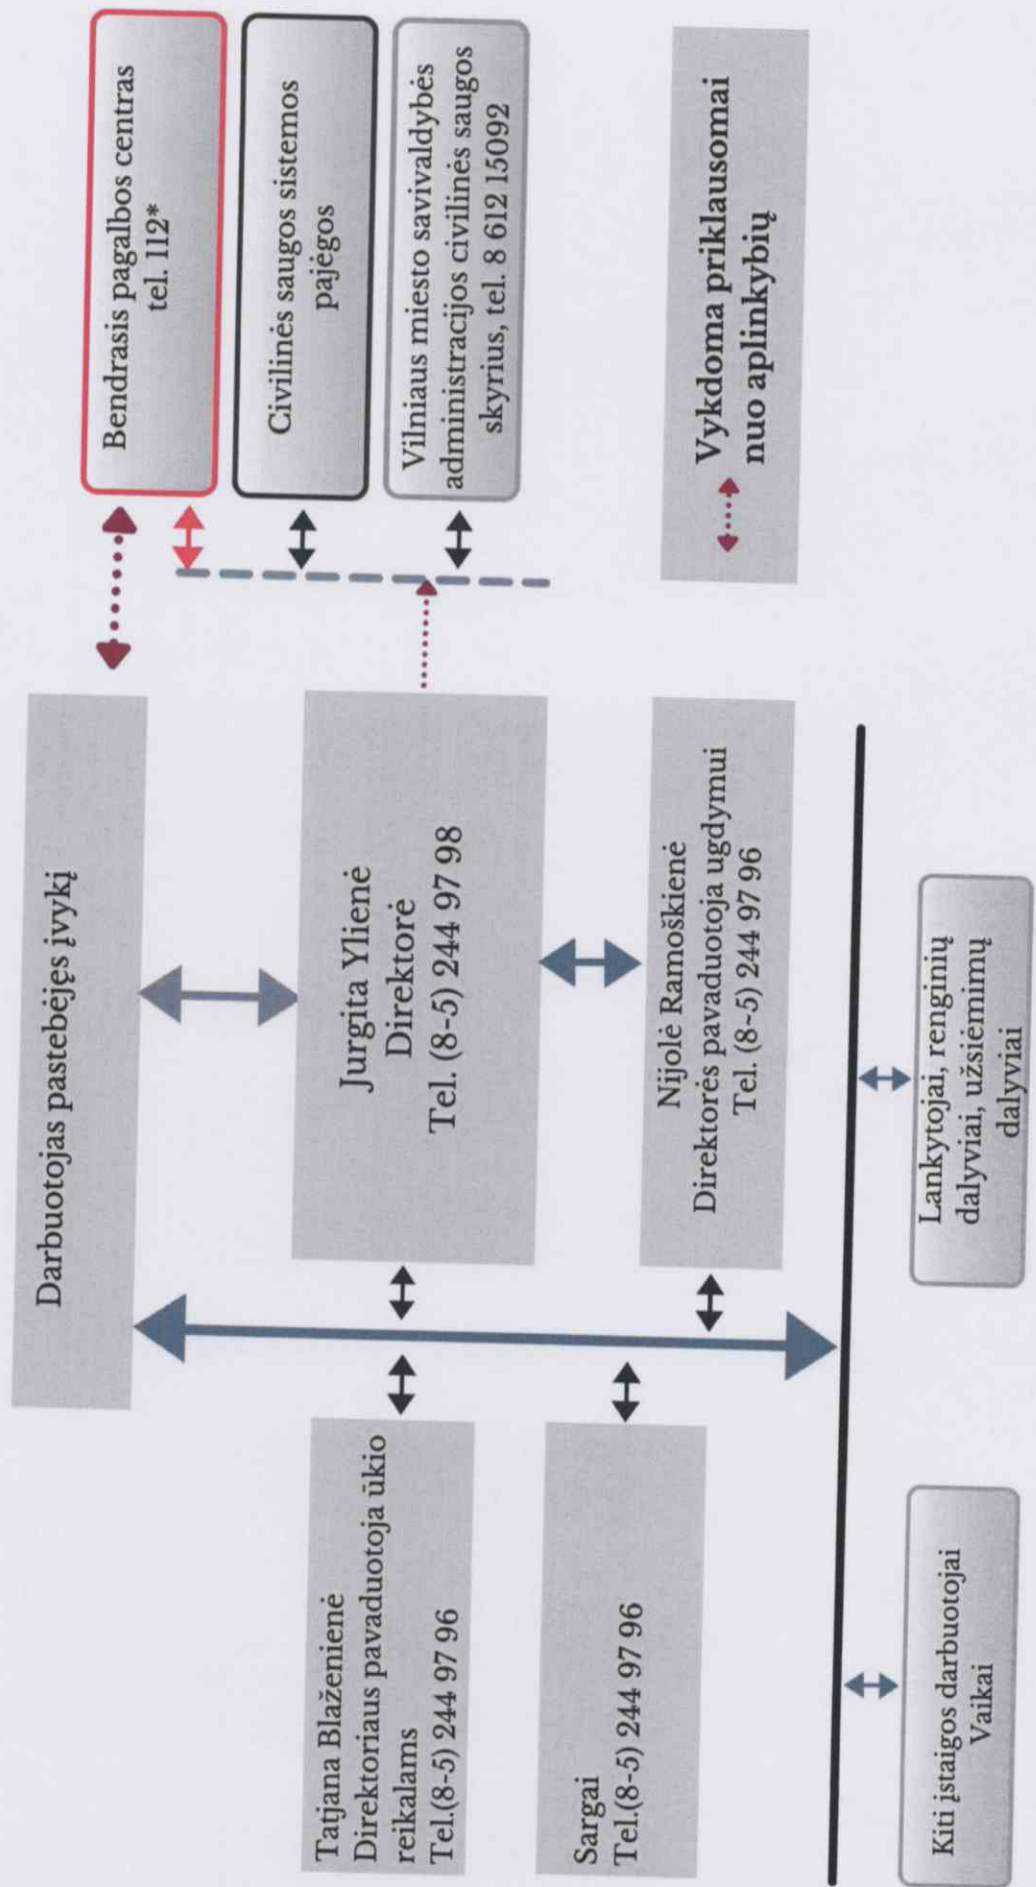 Darbuotojas pastebėjęs įvykį
Bendrasis pagalbos centras
tel. 112*
Civilinės saugos sistemos
pajėgos
Vilniaus miesto savivaldybės
administracijos civilinės saugos
skyrius, tel. 8 612 15092
Tatjana Blaženienė
Direktoriaus pavaduotoja ūkio
reikalams
Tel.(8-5) 244 97 96
Jurgita Ylienė
Direktorė
Tel. (8-5) 244 97 98
Sargai
Tel.(8-5) 244 97 96
Nijolė Ramoškienė
Direktorės pavaduotoja ugdymui
Tel. (8-5) 244 97 96
Vykdoma priklausomai
nuo aplinkybių
Kiti įstaigos darbuotojai
Vaikai
Lankytojai, renginių
dalyviai, užsiėmimų
dalyviai